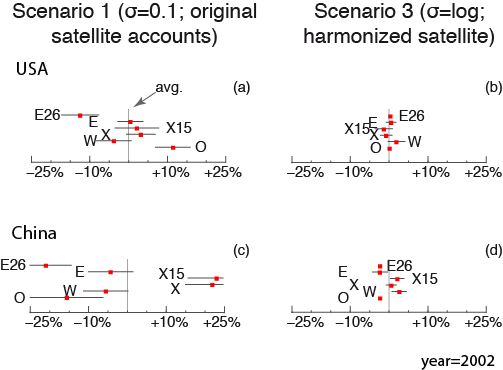 Scenario 1 (σ=0.1; original
satellite accounts)
Scenario 3 (σ=log;
harmonized satellite)
USA
avg.
(a)
E26
E
X15
X
W
O
−25%
−10%
+10%
+25%
(b)
E26
E
X15
X
W
O
−25%
−10%
+10%
+25%
China
(c)
E26
E
X15
X
W
O
−25%
−10%
+10%
+25%
(d)
E26
E
X15
X
W
O
−25%
−10%
+10%
+25%
year=2002